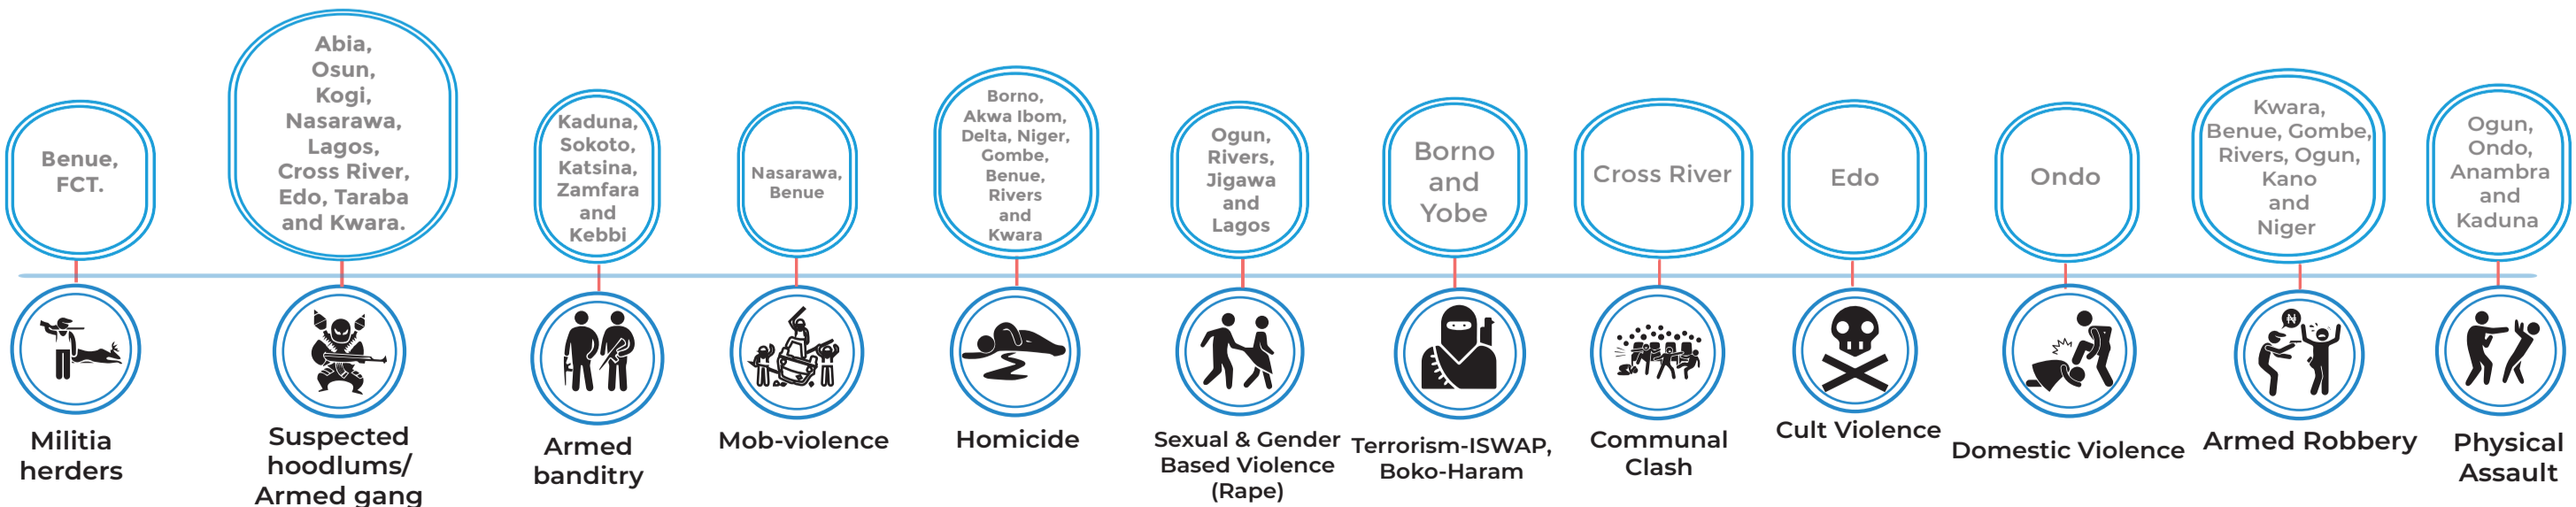 Benue,
FCT.
Militia
herders
Abia,
Osun,
Kogi,
Nasarawa,
Lagos,
Cross River,
Edo, Taraba
and Kwara.
Suspected
hoodlums/
Armed gang
Kaduna,
Sokoto,
Katsina,
Zamfara
and
Kebbi
Armed
banditry
Nasarawa,
Benue
Mob-violence
Borno,
Akwa Ibom,
Delta, Niger,
Gombe,
Benue,
Rivers
and
Kwara
Homicide
Ogun,
Rivers,
Jigawa
and
Lagos
Sexual & Gender
Based Violence
(Rape)
Borno
and
Yobe
Terrorism-ISWAP,
Boko-Haram
Cross River
Communal
Clash
Edo
Cult Violence
Ondo
Domestic Violence
Kwara,
Benue, Gombe,
Rivers, Ogun,
Kano
and
Niger
₦
Armed Robbery
Ogun,
Ondo,
Anambra
and
Kaduna
Physical
Assault